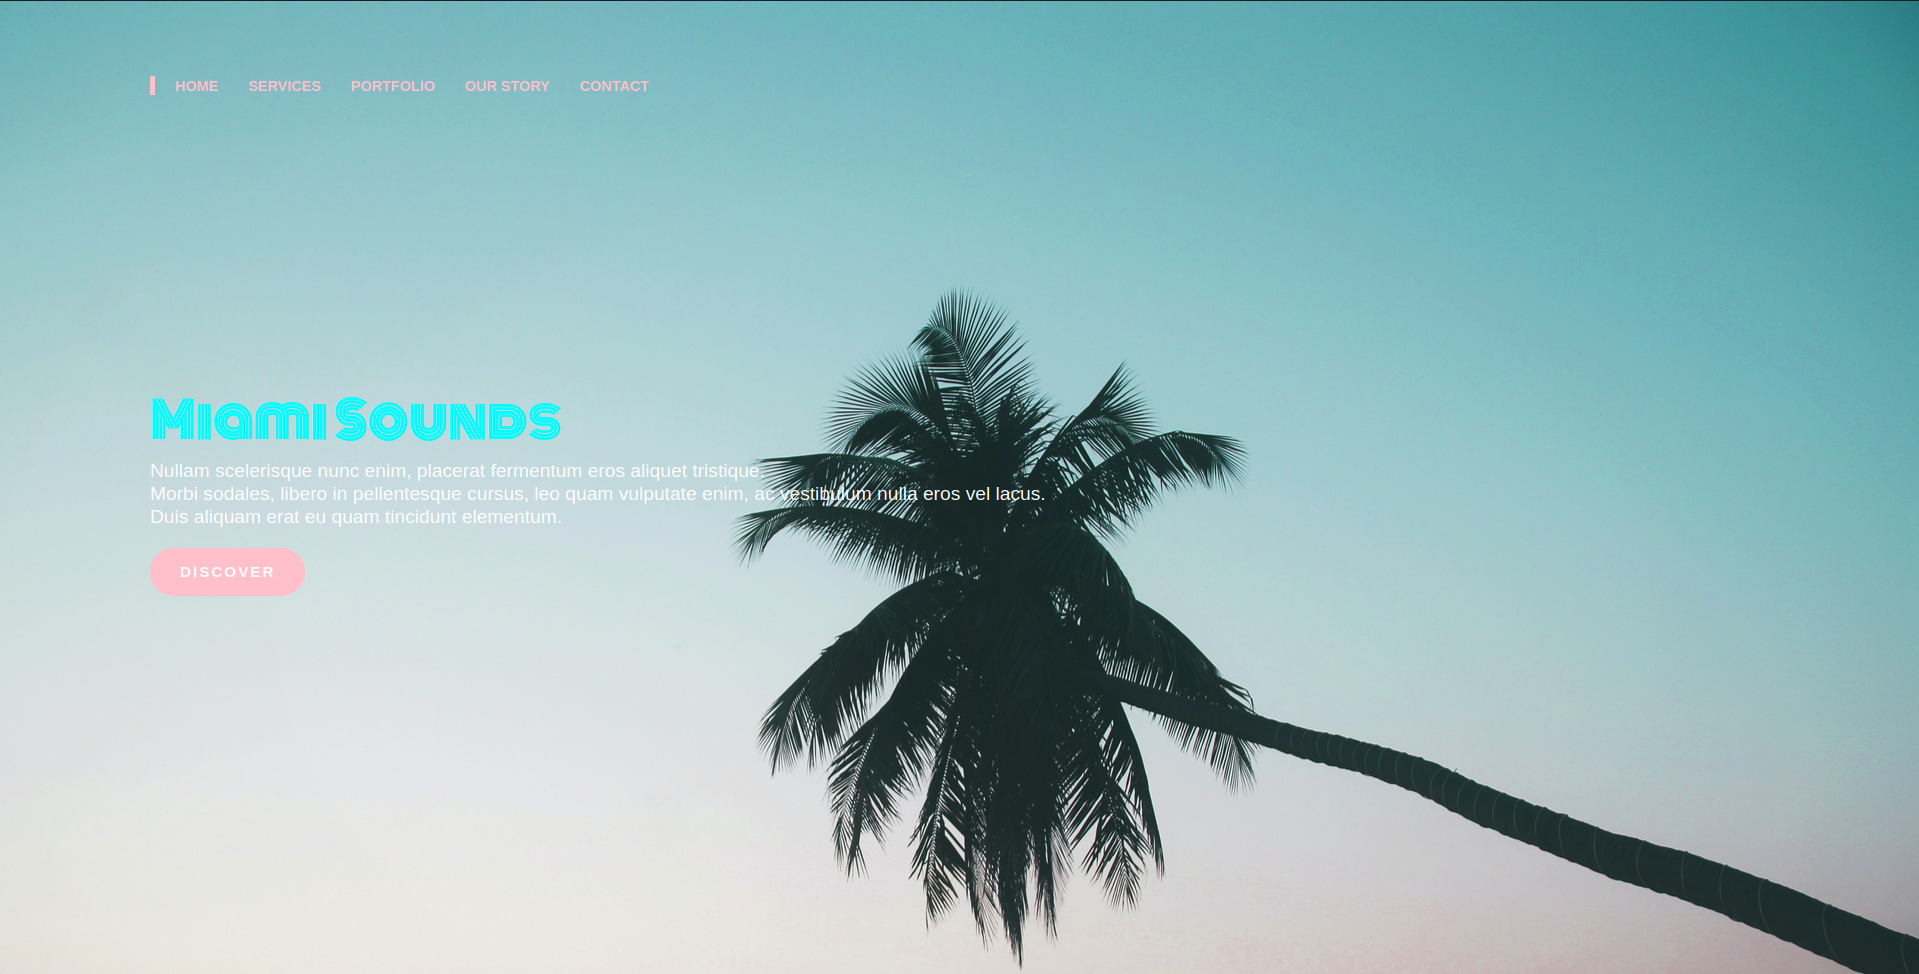 HOME SERVICES PORTFOLIO OUR STORY CONTACT
Miami Sounds
Nullam scelerisque nunc enim, placerat fermentum eros aliquet tristique.
Morbi sodales, libero in pellentesque cursus, leo quam vulputate enim, ac vestibulum nulla eros vel lacus.
Duis aliquam erat eu quam tincidunt elementum.
DISCOVER